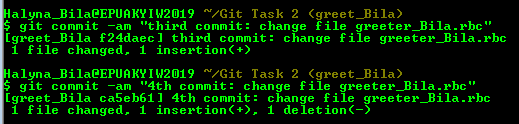 Halyna_Bila@EPUAKYIW2019 ~/Git Task 2 (greet_Bila)
$ git commit -am "third commit: change file greeter_Bila.rbc"
[greet_Bila f24daec] third commit: change file greeter_Bila.rbc
1 file changed, 1 insertion(+)
Halyna_Bila@EPUAKYIW2019 ~/Git Task 2 (greet_Bila)
$ git commit -am "4th commit: change file greeter_Bila.rbc"
[greet_Bila ca5eb61] 4th commit: change file greeter_Bila.rbc
1 file changed, 1 insertion(+), 1 deletion(-)